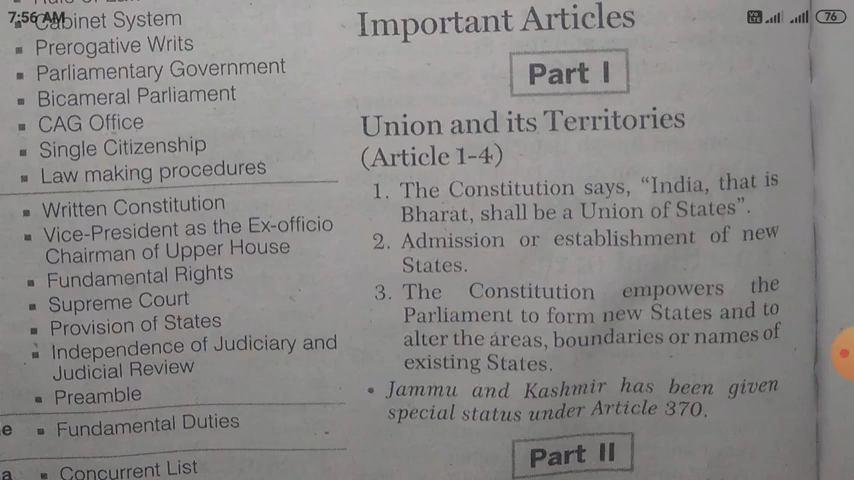 7:56 AM
76
Cabinet System
Prerogative Writs
Parliamentary Government
Bicameral Parliament
CAG Office
Single Citizenship
Law making procedures
Written Constitution
Vice-President as the Ex-officio
Chairman of Upper House
Fundamental Rights
Supreme Court
Provision of States
Independence of Judiciary and
Judicial Review
Preamble
e
Fundamental Duties
a
Concurrent List
Important Articles
Part I
Union and its Territories
(Article 1-4)
1. The Constitution says, “India, that is
Bharat, shall be a Union of States”.
2. Admission or establishment of new
States.
3. The Constitution empowers the
Parliament to form new States and to
alter the areas, boundaries or names of
existing States.
• Jammu and Kashmir has been given
special status under Article 370.
Part II